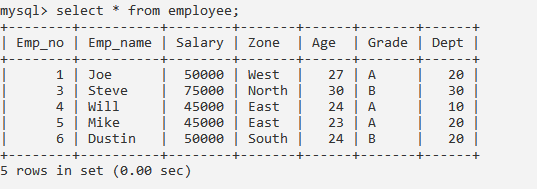 mysql> select * from employee;
+--------+----------+--------+-------+------+-------+------+
| Emp_no | Emp_name | Salary | Zone  | Age  | Grade | Dept |
+--------+----------+--------+-------+------+-------+------+
|      1 | Joe      |  50000 | West  |   27 | A     |   20 |
|      3 | Steve    |  75000 | North |   30 | B     |   30 |
|      4 | Will     |  45000 | East  |   24 | A     |   10 |
|      5 | Mike     |  45000 | East  |   23 | A     |   20 |
|      6 | Dustin   |  50000 | South |   24 | B     |   20 |
+--------+----------+--------+-------+------+-------+------+
5 rows in set (0.00 sec)